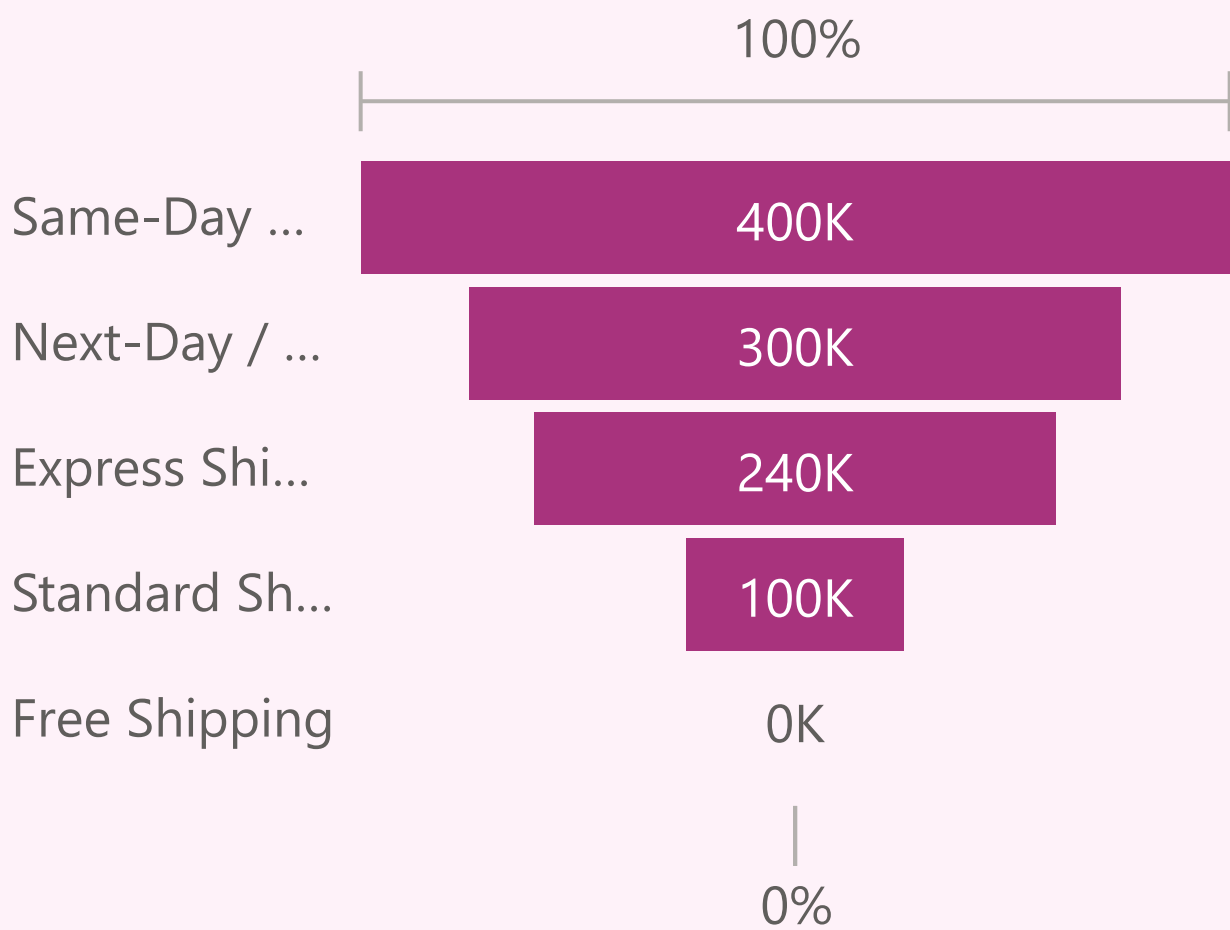 100%
Same-Day ...
400K
Next-Day / ...
300K
Express Shi...
240K
Standard Sh...
100K
Free Shipping
0K
0%